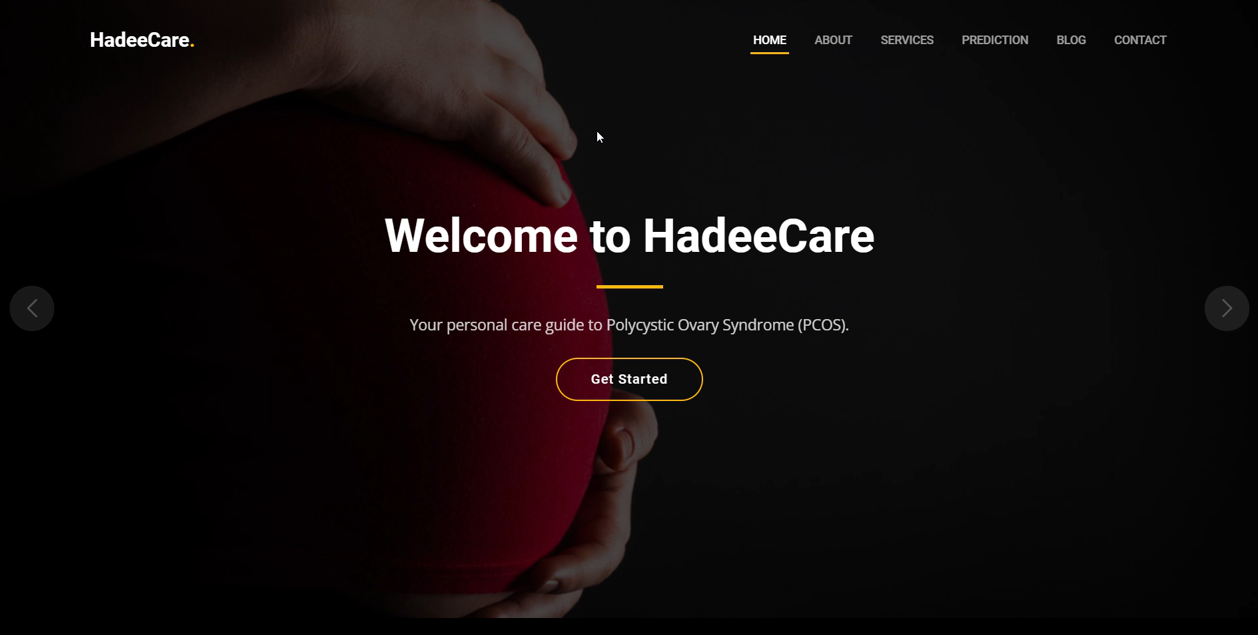 HadeeCare.
HOME ABOUT SERVICES PREDICTION BLOG CONTACT
Welcome to HadeeCare
Your personal care guide to Polycystic Ovary Syndrome (PCOS).
Get Started